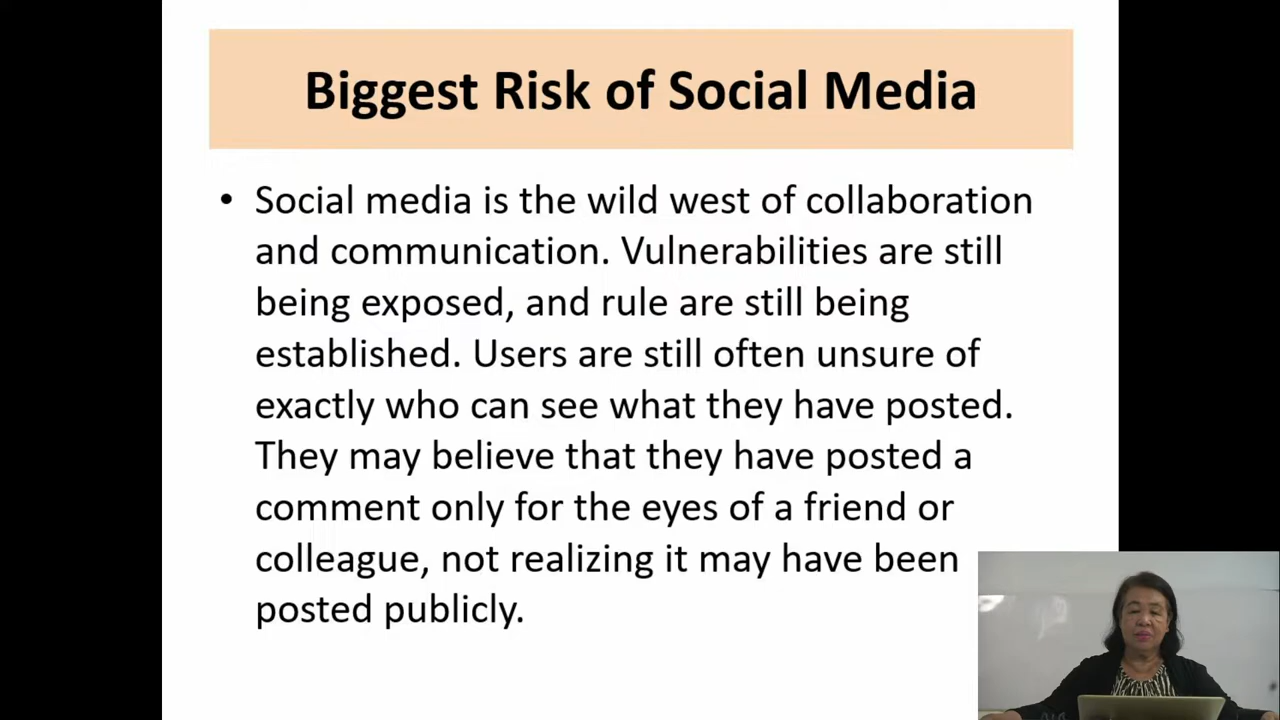 Biggest Risk of Social Media
• Social media is the wild west of collaboration
and communication. Vulnerabilities are still
being exposed, and rule are still being
established. Users are still often unsure of
exactly who can see what they have posted.
They may believe that they have posted a
comment only for the eyes of a friend or
colleague, not realizing it may have been
posted publicly.